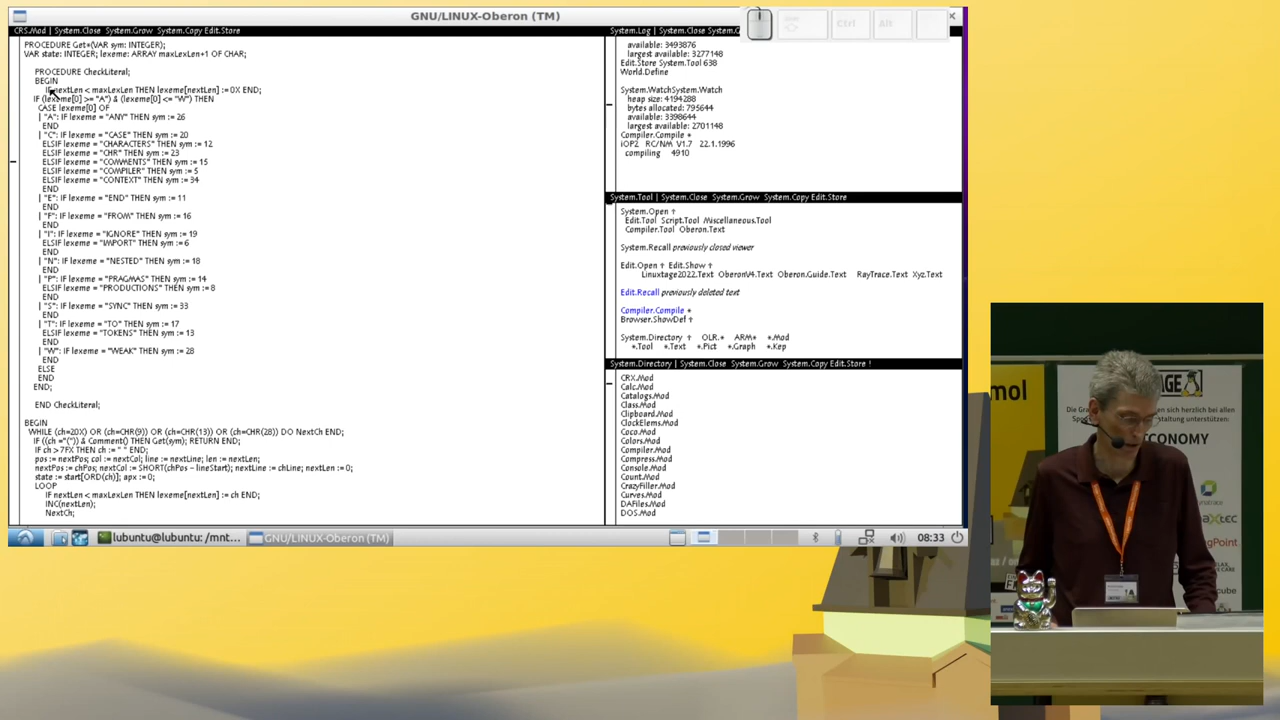 GNU/LINUX-Oberon (TM)
Ctrl
Alt
CRS.Mod | System.Close System.Grow System.Copy Edit.Store
PROCEDURE Get*(VAR sym: INTEGER);
VAR state: INTEGER; lexeme: ARRAY maxLexLen+1 OF CHAR;
PROCEDURE CheckLiteral;
BEGIN
IF nextLen < maxLexLen THEN lexeme[nextLen] := 0X END;
IF (lexeme[0] >= "A") & (lexeme[0] <= "W") THEN
CASE lexeme[0] OF
| "A": IF lexeme = "ANY" THEN sym := 26
END
| "C": IF lexeme = "CASE" THEN sym := 20
ELSIF lexeme = "CHARACTERS" THEN sym := 12
ELSIF lexeme = "CHR" THEN sym := 23
ELSIF lexeme = "COMMENTS" THEN sym := 15
ELSIF lexeme = "COMPILER" THEN sym := 5
ELSIF lexeme = "CONTEXT" THEN sym := 34
END
| "E": IF lexeme = "END" THEN sym := 11
END
| "F": IF lexeme = "FROM" THEN sym := 16
END
| "I": IF lexeme = "IGNORE" THEN sym := 19
ELSIF lexeme = "IMPORT" THEN sym := 6
END
| "N": IF lexeme = "NESTED" THEN sym := 18
END
| "P": IF lexeme = "PRAGMAS" THEN sym := 14
ELSIF lexeme = "PRODUCTIONS" THEN sym := 8
END
| "S": IF lexeme = "SYNC" THEN sym := 33
END
| "T": IF lexeme = "TO" THEN sym := 17
ELSIF lexeme = "TOKENS" THEN sym := 13
END
| "W": IF lexeme = "WEAK" THEN sym := 28
END
ELSE
END
END;
END CheckLiteral;
BEGIN
WHILE (ch=20X) OR (ch=CHR(9)) OR (ch=CHR(13)) OR (ch=CHR(28)) DO NextCh END;
IF ((ch ="(")) & Comment() THEN Get(sym); RETURN END;
IF ch > 7FX THEN ch := " " END;
pos := nextPos; col := nextCol; line := nextLine; len := nextLen;
nextPos := chPos; nextCol := SHORT(chPos - lineStart); nextLine := chLine; nextLen := 0;
state := start[ORD(ch)]; apx := 0;
LOOP
IF nextLen < maxLexLen THEN lexeme[nextLen] := ch END;
INC(nextLen);
NextCh;
System.Log | System.Close System.G
available: 3493876
largest available: 3277148
Edit.Store System.Tool 638
World.Define
System.WatchSystem.Watch
heap size: 4194288
bytes allocated: 795644
available: 3398644
largest available: 2701148
Compiler.Compile *
iOP2 RC/NM V1.7 22.1.1996
compiling 4910
System.Tool | System.Close System.Grow System.Copy Edit.Store
System.Open ↑
Edit.Tool Script.Tool Miscellaneous.Tool
Compiler.Tool Oberon.Text
System.Recall previously closed viewer
Edit.Open ↑ Edit.Show ↑
Linuxtage2022.Text OberonV4.Text Oberon.Guide.Text RayTrace.Text Xyz.Text
Edit.Recall previously deleted text
Compiler.Compile *
Browser.ShowDef ↑
System.Directory ↑ OLR.* ARM* *.Mod
*.Tool *.Text *.Pict *.Graph *.Kep
System.Directory | System.Close System.Grow System.Copy Edit.Store !
CRX.Mod
Calc.Mod
Catalogs.Mod
Class.Mod
Clipboard.Mod
ClockElems.Mod
Coco.Mod
Colors.Mod
Compiler.Mod
Compress.Mod
Console.Mod
Count.Mod
CrazyFiller.Mod
Curves.Mod
DAFiles.Mod
DOS.Mod
lubuntu@lubuntu: /mnt...
GNU/LINUX-Oberon (TM)
08:33
mol
AGE